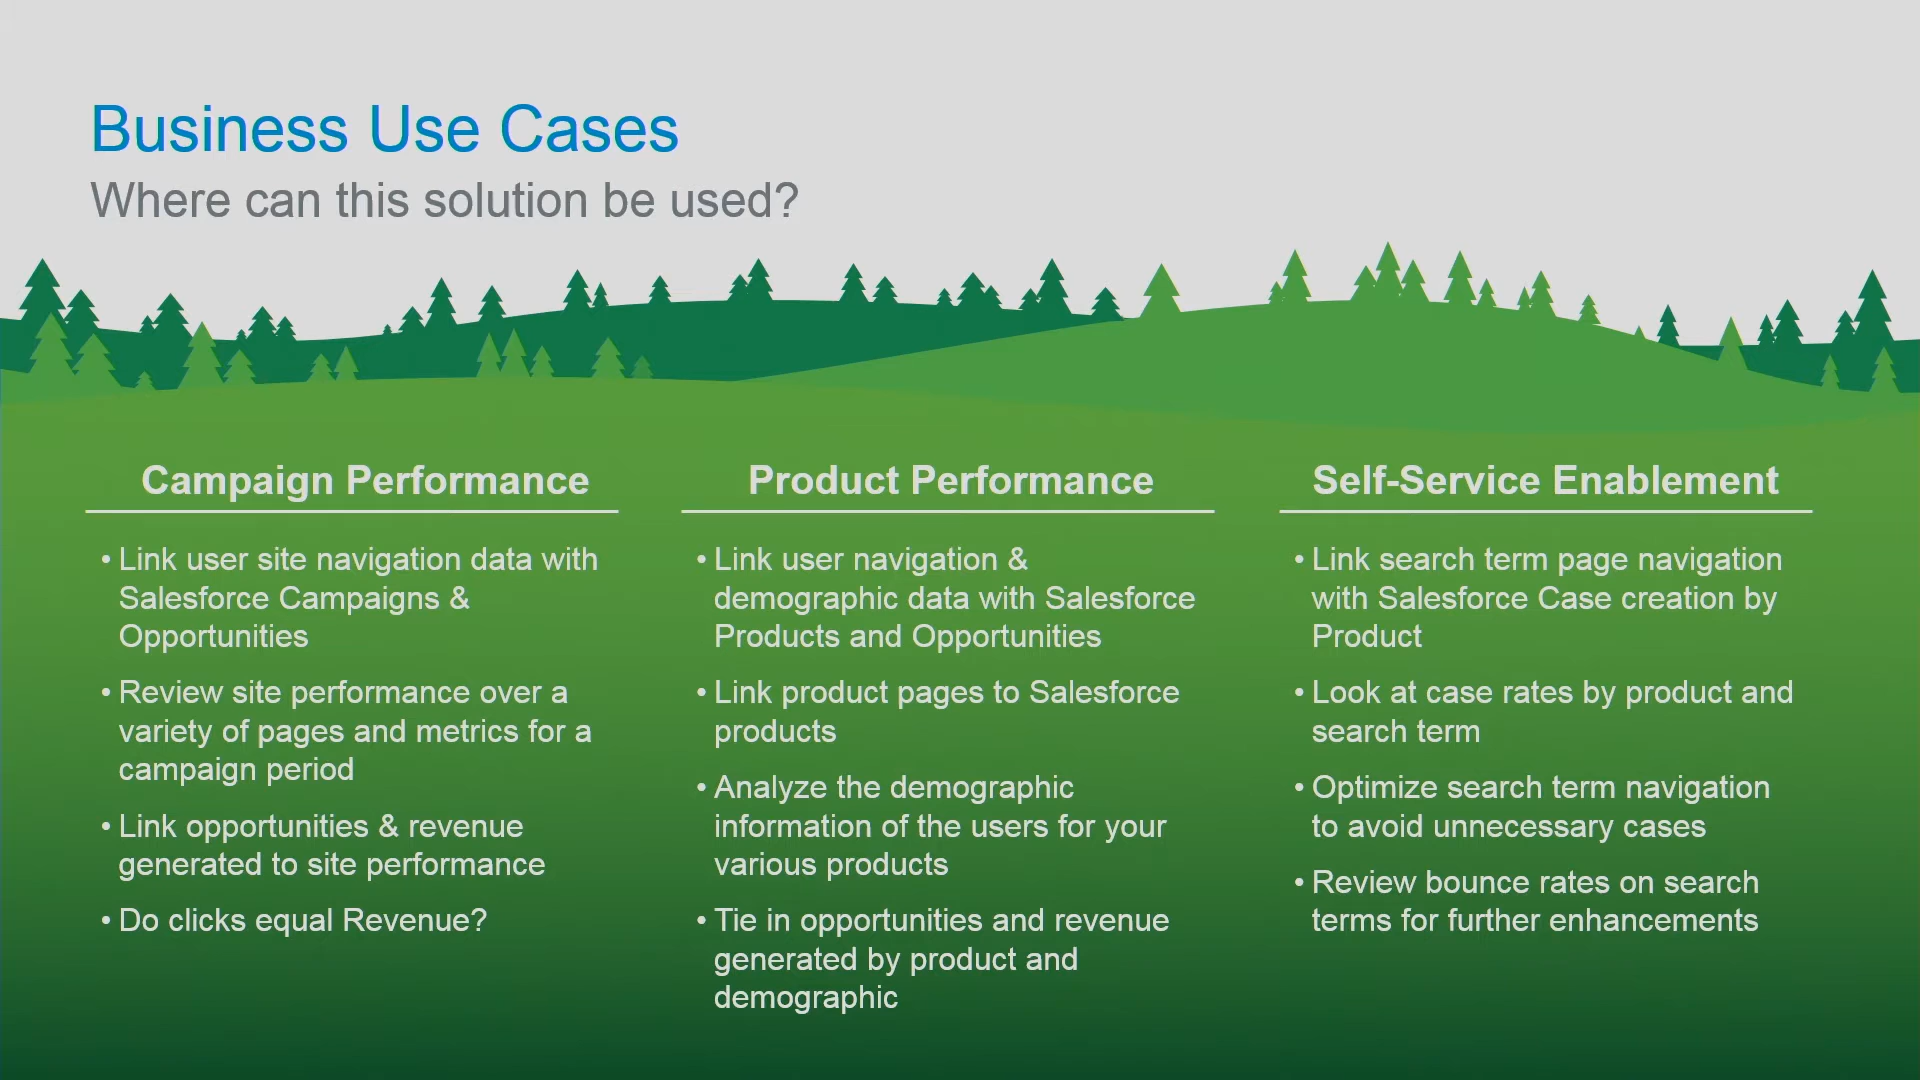 Business Use Cases
Where can this solution be used?
Campaign Performance
• Link user site navigation data with
Salesforce Campaigns &
Opportunities
• Review site performance over a
variety of pages and metrics for a
campaign period
• Link opportunities & revenue
generated to site performance
• Do clicks equal Revenue?
Product Performance
• Link user navigation &
demographic data with Salesforce
Products and Opportunities
• Link product pages to Salesforce
products
• Analyze the demographic
information of the users for your
various products
• Tie in opportunities and revenue
generated by product and
demographic
Self-Service Enablement
• Link search term page navigation
with Salesforce Case creation by
Product
• Look at case rates by product and
search term
• Optimize search term navigation
to avoid unnecessary cases
• Review bounce rates on search
terms for further enhancements